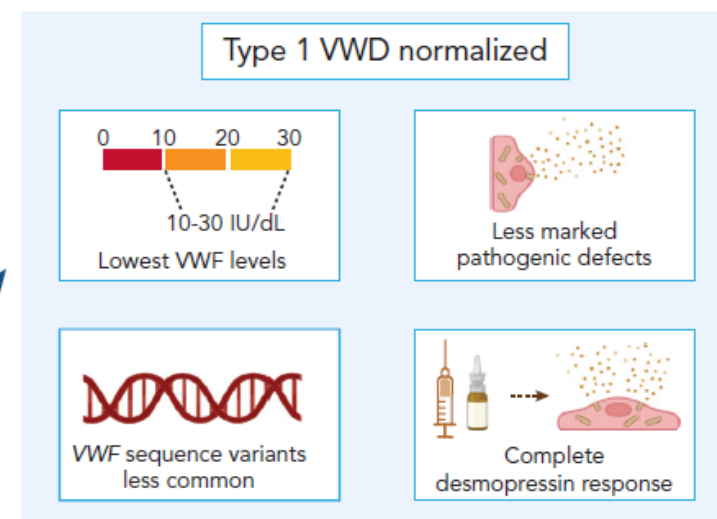 Type 1 VWD normalized
0 10 20 30
10-30 IU/dL
Lowest VWF levels
Less marked
pathogenic defects
VWF sequence variants
less common
Complete
desmopressin response